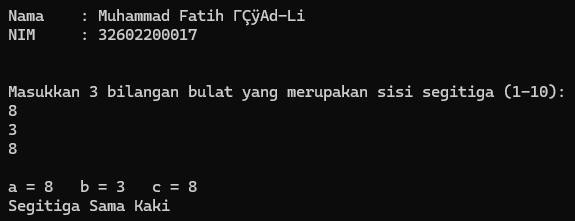 Nama    : Muhammad Fatih ΓÇÿAd-Li
NIM     : 32602200017
Masukkan 3 bilangan bulat yang merupakan sisi segitiga (1-10):
8
3
8
a = 8   b = 3   c = 8
Segitiga Sama Kaki